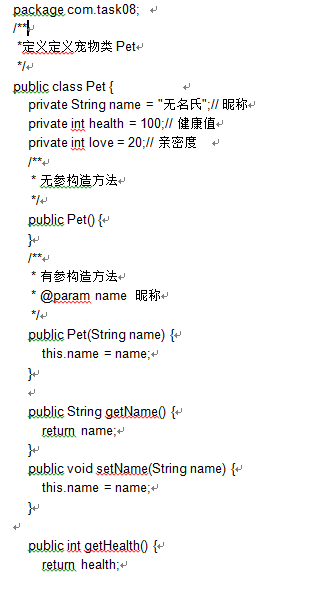 package com.task08;
/**
*定义定义宠物类 Pet
*/
public class Pet {
private String name = "无名氏";// 昵称
private int health = 100;// 健康值
private int love = 20;// 亲密度
/**
* 无参构造方法
*/
public Pet() {
}
/**
* 有参构造方法
* @param name 昵称
*/
public Pet(String name) {
this.name = name;
}
public String getName() {
return name;
}
public void setName(String name) {
this.name = name;
}
public int getHealth() {
return health;